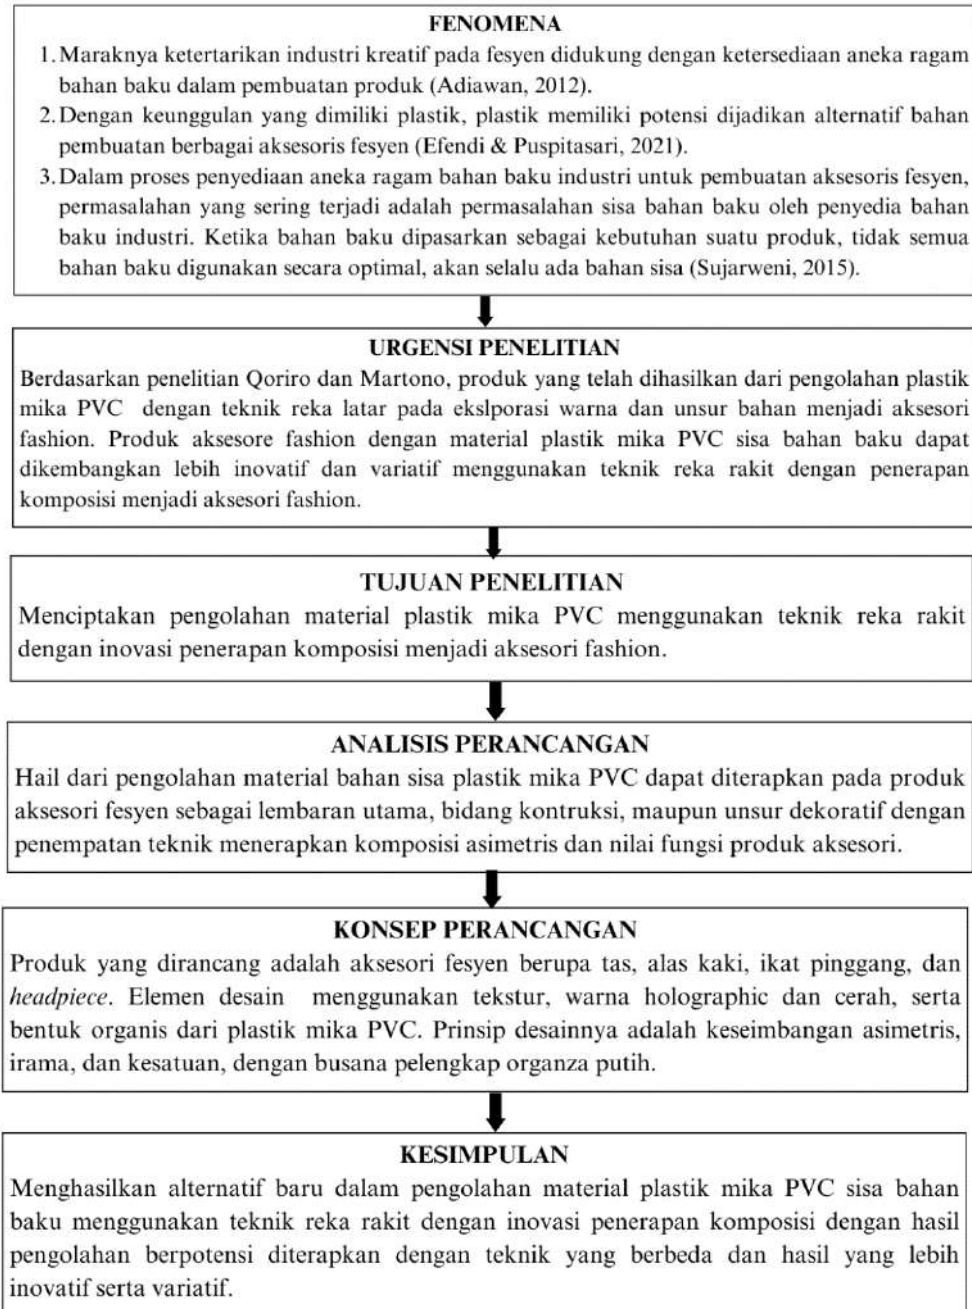 FENOMENA
1. Maraknya ketertarikan industri kreatif pada fesyen didukung dengan ketersediaan aneka ragam
bahan baku dalam pembuatan produk (Adiawan, 2012).
2. Dengan keunggulan yang dimiliki plastik, plastik memiliki potensi dijadikan alternatif bahan
pembuatan berbagai aksesoris fesyen (Efendi & Puspitasari, 2021).
3. Dalam proses penyediaan aneka ragam bahan baku industri untuk pembuatan aksesoris fesyen,
permasalahan yang sering terjadi adalah permasalahan sisa bahan baku oleh penyedia bahan
baku industri. Ketika bahan baku dipasarkan sebagai kebutuhan suatu produk, tidak semua
bahan baku digunakan secara optimal, akan selalu ada bahan sisa (Sujarweni, 2015).
URGENSI PENELITIAN
Berdasarkan penelitian Qoriro dan Martono, produk yang telah dihasilkan dari pengolahan plastik
mika PVC dengan teknik reka latar pada ekslporasi warna dan unsur bahan menjadi aksesori
fashion. Produk aksesore fashion dengan material plastik mika PVC sisa bahan baku dapat
dikembangkan lebih inovatif dan variatif menggunakan teknik reka rakit dengan penerapan
komposisi menjadi aksesori fashion.
TUJUAN PENELITIAN
Menciptakan pengolahan material plastik mika PVC menggunakan teknik reka rakit
dengan inovasi penerapan komposisi menjadi aksesori fashion.
ANALISIS PERANCANGAN
Hail dari pengolahan material bahan sisa plastik mika PVC dapat diterapkan pada produk
aksesori fesyen sebagai lembaran utama, bidang kontruksi, maupun unsur dekoratif dengan
penempatan teknik menerapkan komposisi asimetris dan nilai fungsi produk aksesori.
KONSEP PERANCANGAN
Produk yang dirancang adalah aksesori fesyen berupa tas, alas kaki, ikat pinggang, dan
headpiece. Elemen desain menggunakan tekstur, warna holographic dan cerah, serta
bentuk organis dari plastik mika PVC. Prinsip desainnya adalah keseimbangan asimetris,
irama, dan kesatuan, dengan busana pelengkap organza putih.
KESIMPULAN
Menghasilkan alternatif baru dalam pengolahan material plastik mika PVC sisa bahan
baku menggunakan teknik reka rakit dengan inovasi penerapan komposisi dengan hasil
pengolahan berpotensi diterapkan dengan teknik yang berbeda dan hasil yang lebih
inovatif serta variatif.